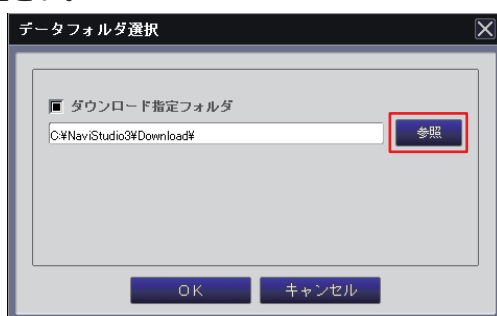 データフォルダ選択
ダウンロード指定フォルダ
C:¥NaviStudio3¥Download¥
参照
OK
キャンセル